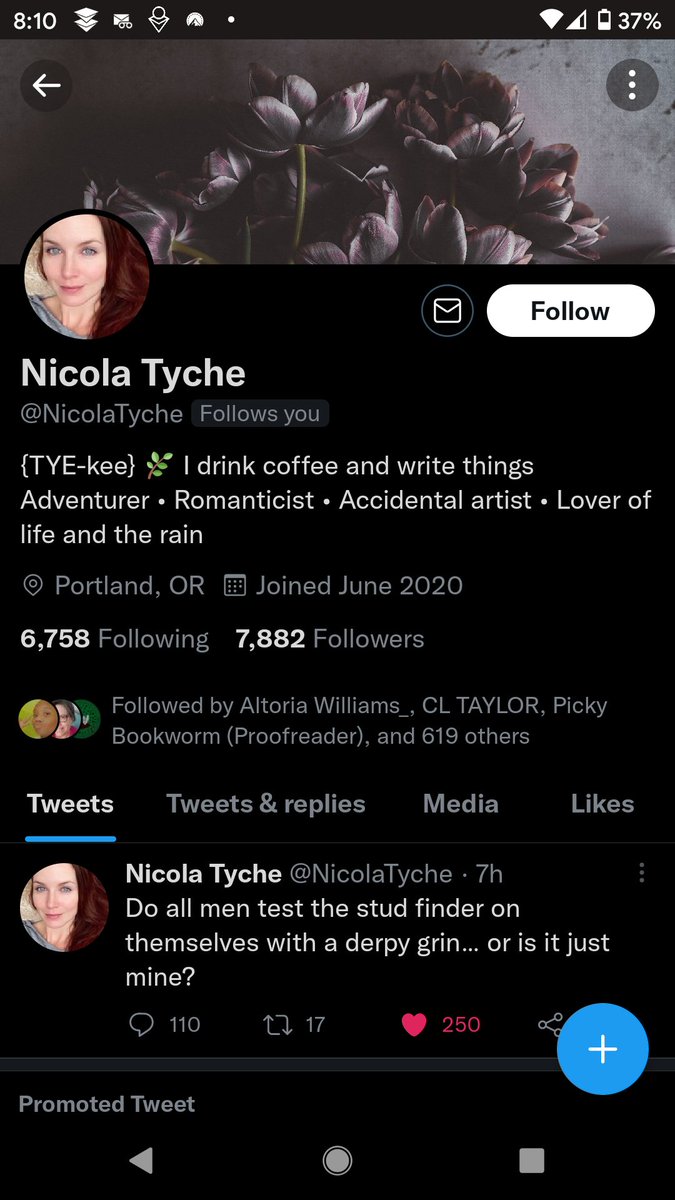 8:10
37%
Follow
Nicola Tyche
@NicolaTyche Follows you
{TYE-kee} 🌿 I drink coffee and write things
Adventurer • Romanticist • Accidental artist • Lover of
life and the rain
Portland, OR Joined June 2020
6,758 Following 7,882 Followers
Followed by Altoria Williams_, CL TAYLOR, Picky
Bookworm (Proofreader), and 619 others
Tweets Tweets & replies Media Likes
Nicola Tyche @NicolaTyche · 7h
Do all men test the stud finder on
themselves with a derpy grin... or is it just
mine?
110 17 250
Promoted Tweet